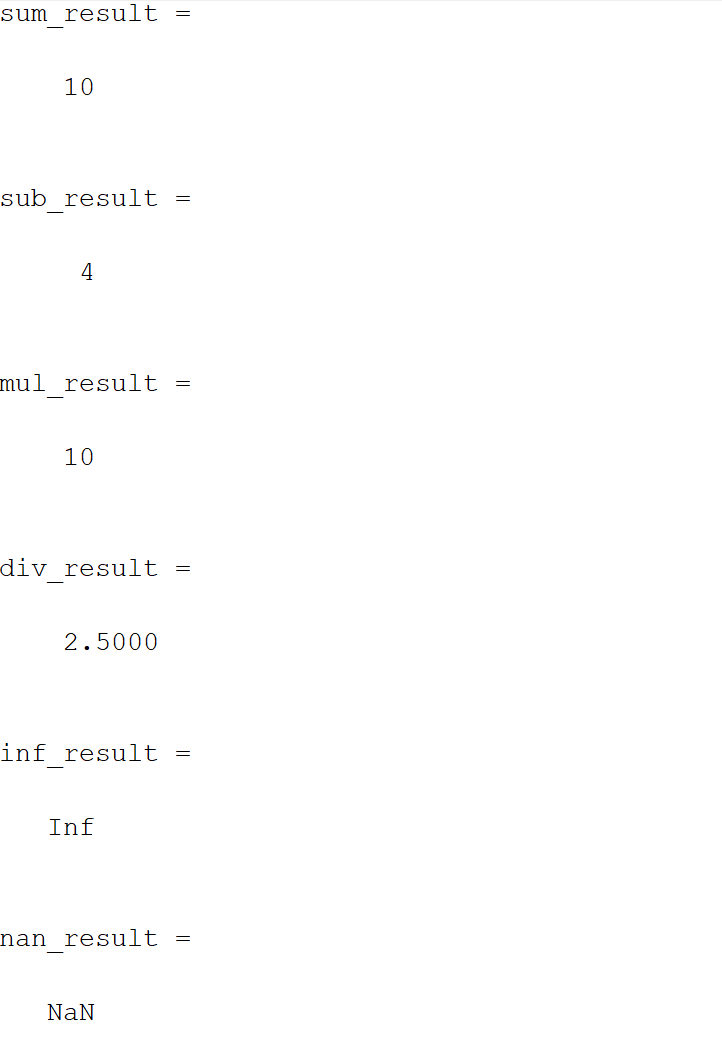 sum_result =
10
sub_result =
4
mul_result =
10
div_result =
2.5000
inf_result =
Inf
nan_result =
NaN